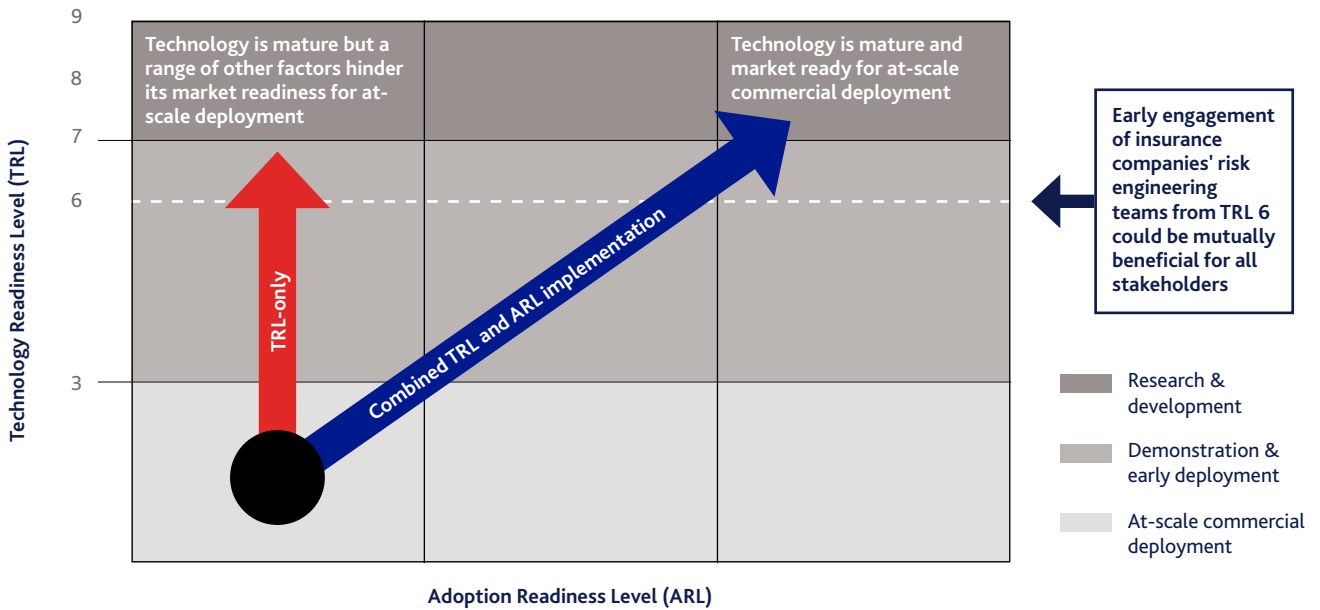 9
8
7
6
3
Technology Readiness Level (TRL)
Technology is mature but a
range of other factors hinder
its market readiness for at-
scale deployment
Technology is mature and
market ready for at-scale
commercial deployment
TRL-only
Combined TRL and ARL implementation
Adoption Readiness Level (ARL)
Early engagement
of insurance
companies' risk
engineering
teams from TRL 6
could be mutually
beneficial for all
stakeholders
Research &
development
Demonstration &
early deployment
At-scale commercial
deployment